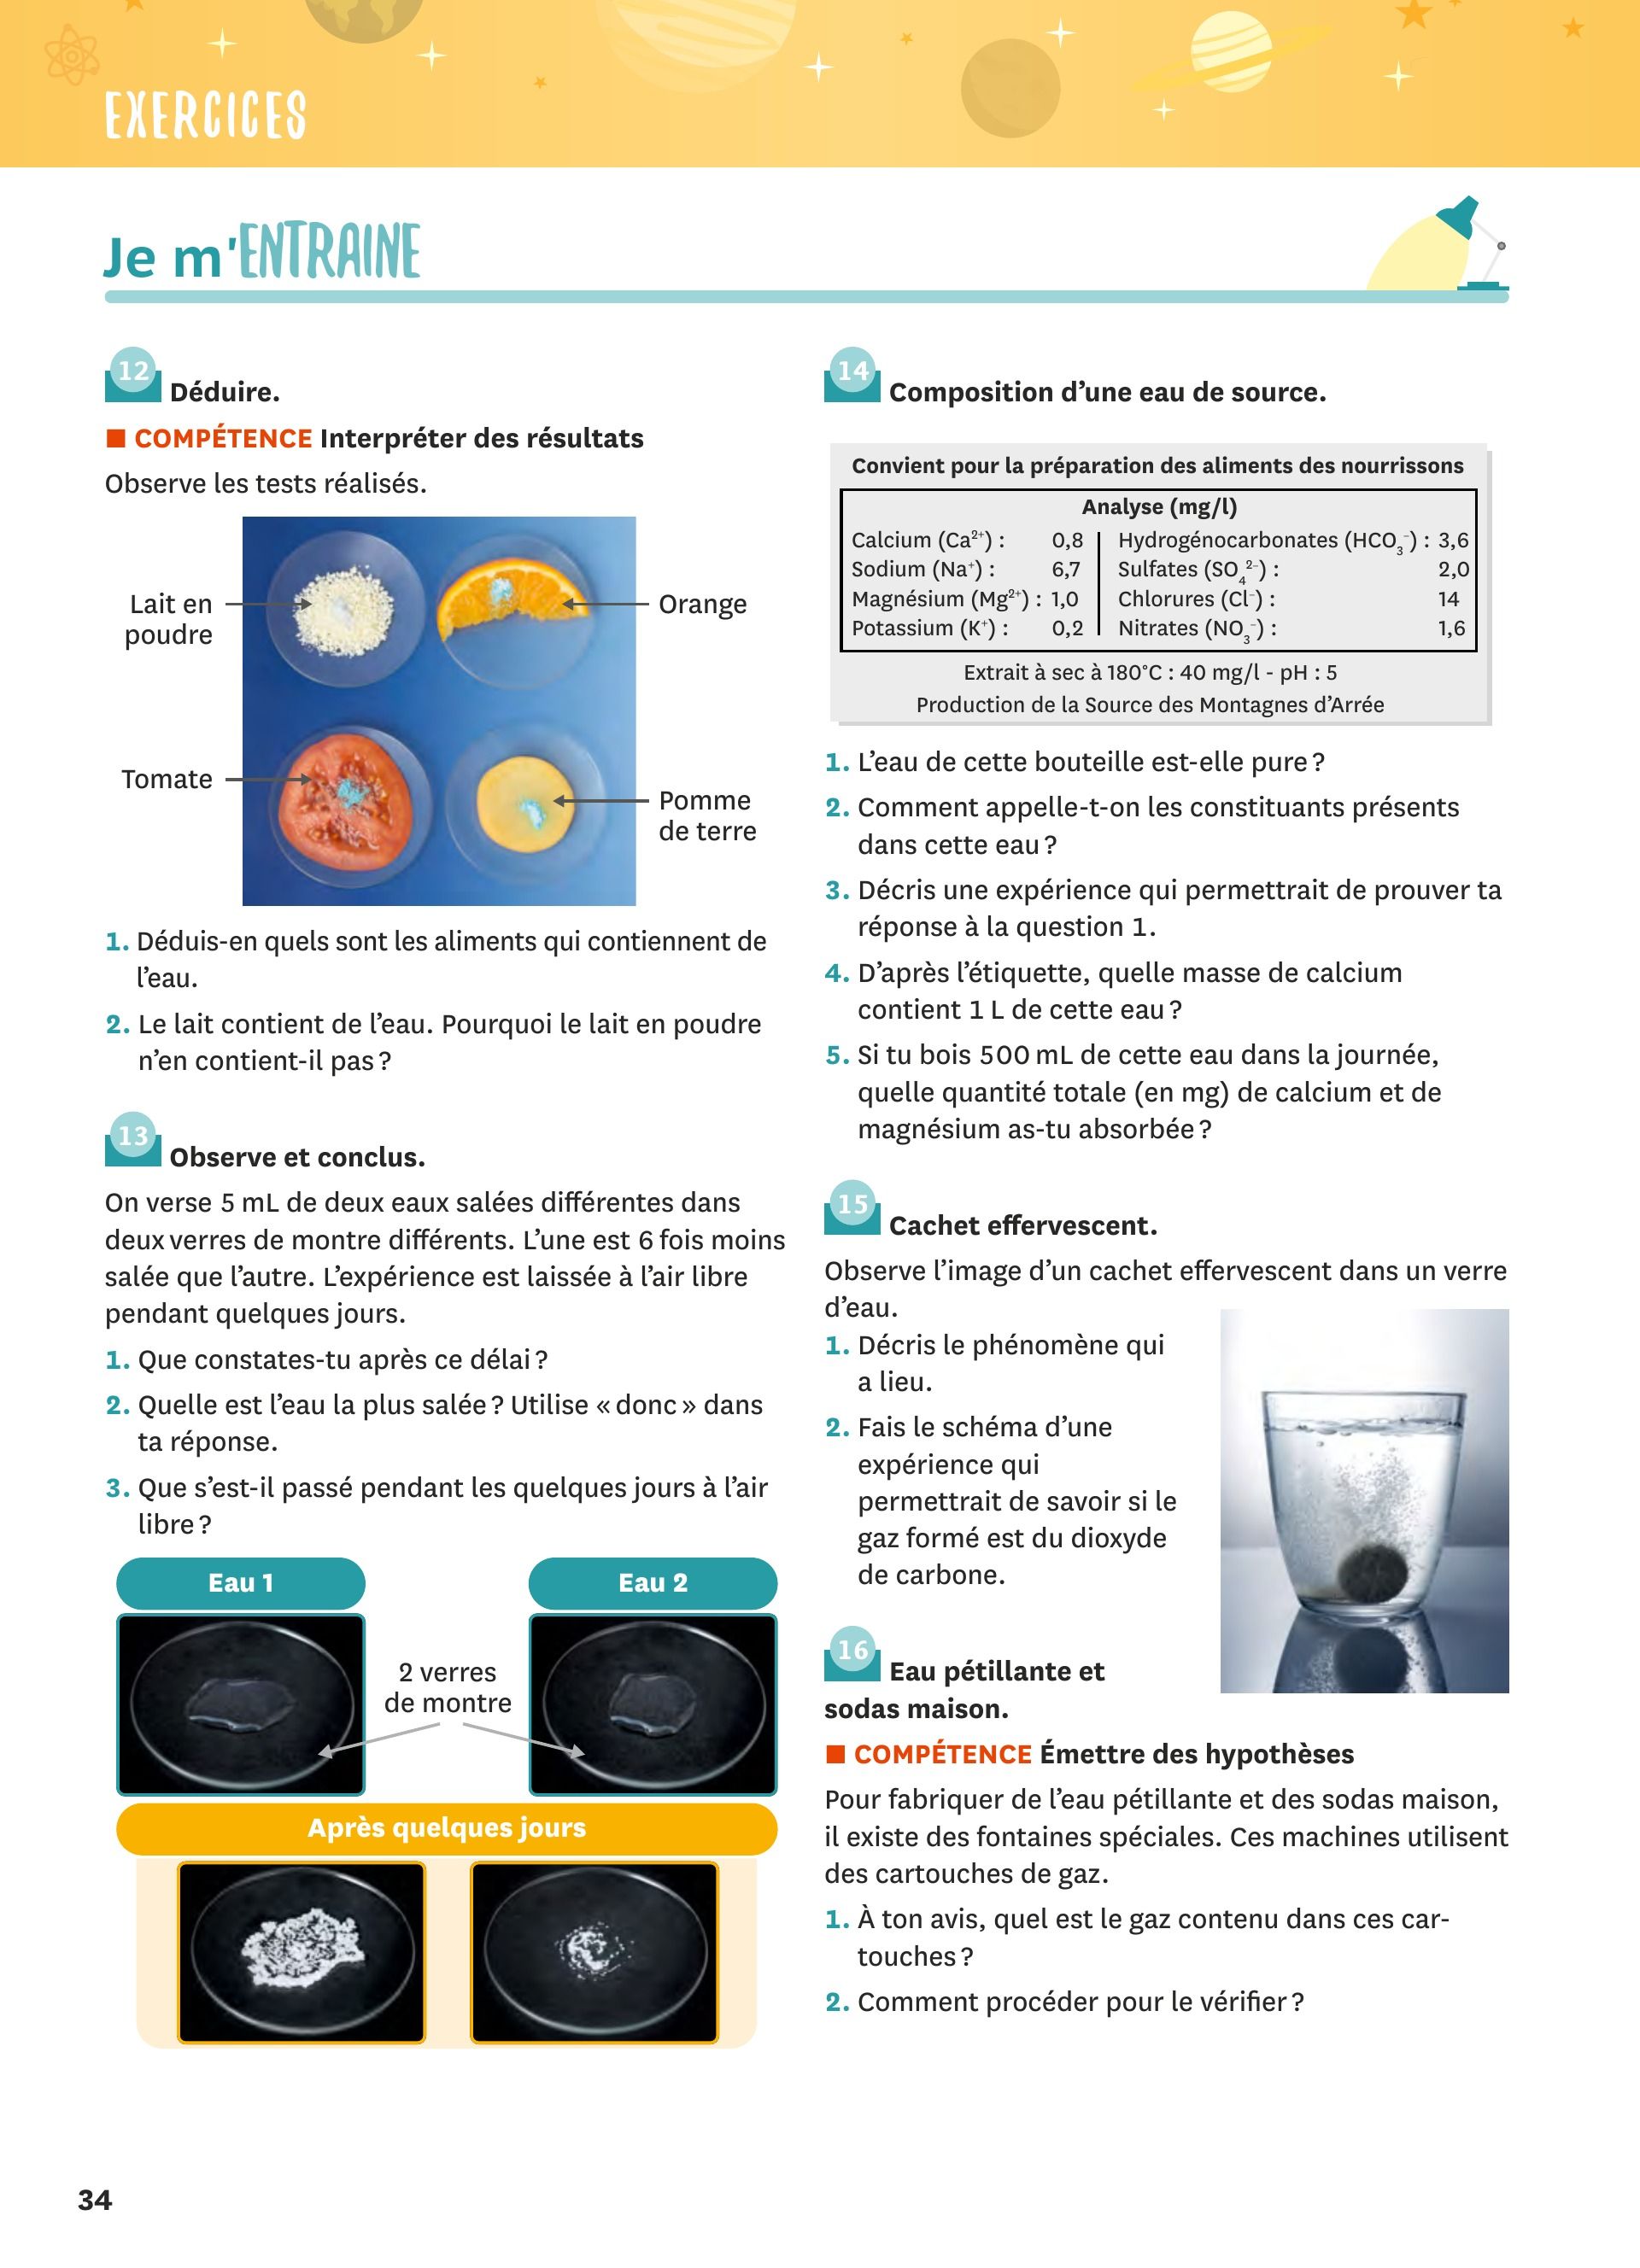 EXERCICES
Je m'ENTRAINE
12 Déduire.
■ COMPÉTENCE Interpréter des résultats
Observe les tests réalisés.
Lait en
poudre
Orange
Tomate
Pomme
de terre
1. Déduis-en quels sont les aliments qui contiennent de
l’eau.
2. Le lait contient de l’eau. Pourquoi le lait en poudre
n’en contient-il pas ?
13 Observe et conclus.
On verse 5 mL de deux eaux salées différentes dans
deux verres de montre différents. L’une est 6 fois moins
salée que l’autre. L’expérience est laissée à l’air libre
pendant quelques jours.
1. Que constates-tu après ce délai ?
2. Quelle est l’eau la plus salée ? Utilise « donc » dans
ta réponse.
3. Que s’est-il passé pendant les quelques jours à l’air
libre ?
Eau 1
Eau 2
2 verres
de montre
Après quelques jours
14 Composition d’une eau de source.
Convient pour la préparation des aliments des nourrissons
Analyse (mg/l)
Calcium (Ca²⁺) : 0,8 Hydrogénocarbonates (HCO₃⁻) : 3,6
Sodium (Na⁺) : 6,7 Sulfates (SO₄²⁻) : 2,0
Magnésium (Mg²⁺) : 1,0 Chlorures (Cl⁻) : 14
Potassium (K⁺) : 0,2 Nitrates (NO₃⁻) : 1,6
Extrait à sec à 180°C : 40 mg/l - pH : 5
Production de la Source des Montagnes d’Arrée
1. L’eau de cette bouteille est-elle pure ?
2. Comment appelle-t-on les constituants présents
dans cette eau ?
3. Décris une expérience qui permettrait de prouver ta
réponse à la question 1.
4. D’après l’étiquette, quelle masse de calcium
contient 1 L de cette eau ?
5. Si tu bois 500 mL de cette eau dans la journée,
quelle quantité totale (en mg) de calcium et de
magnésium as-tu absorbée ?
15 Cachet effervescent.
Observe l’image d’un cachet effervescent dans un verre
d’eau.
1. Décris le phénomène qui
a lieu.
2. Fais le schéma d’une
expérience qui
permettrait de savoir si le
gaz formé est du dioxyde
de carbone.
16 Eau pétillante et
sodas maison.
■ COMPÉTENCE Émettre des hypothèses
Pour fabriquer de l’eau pétillante et des sodas maison,
il existe des fontaines spéciales. Ces machines utilisent
des cartouches de gaz.
1. À ton avis, quel est le gaz contenu dans ces car-
touches ?
2. Comment procéder pour le vérifier ?
34